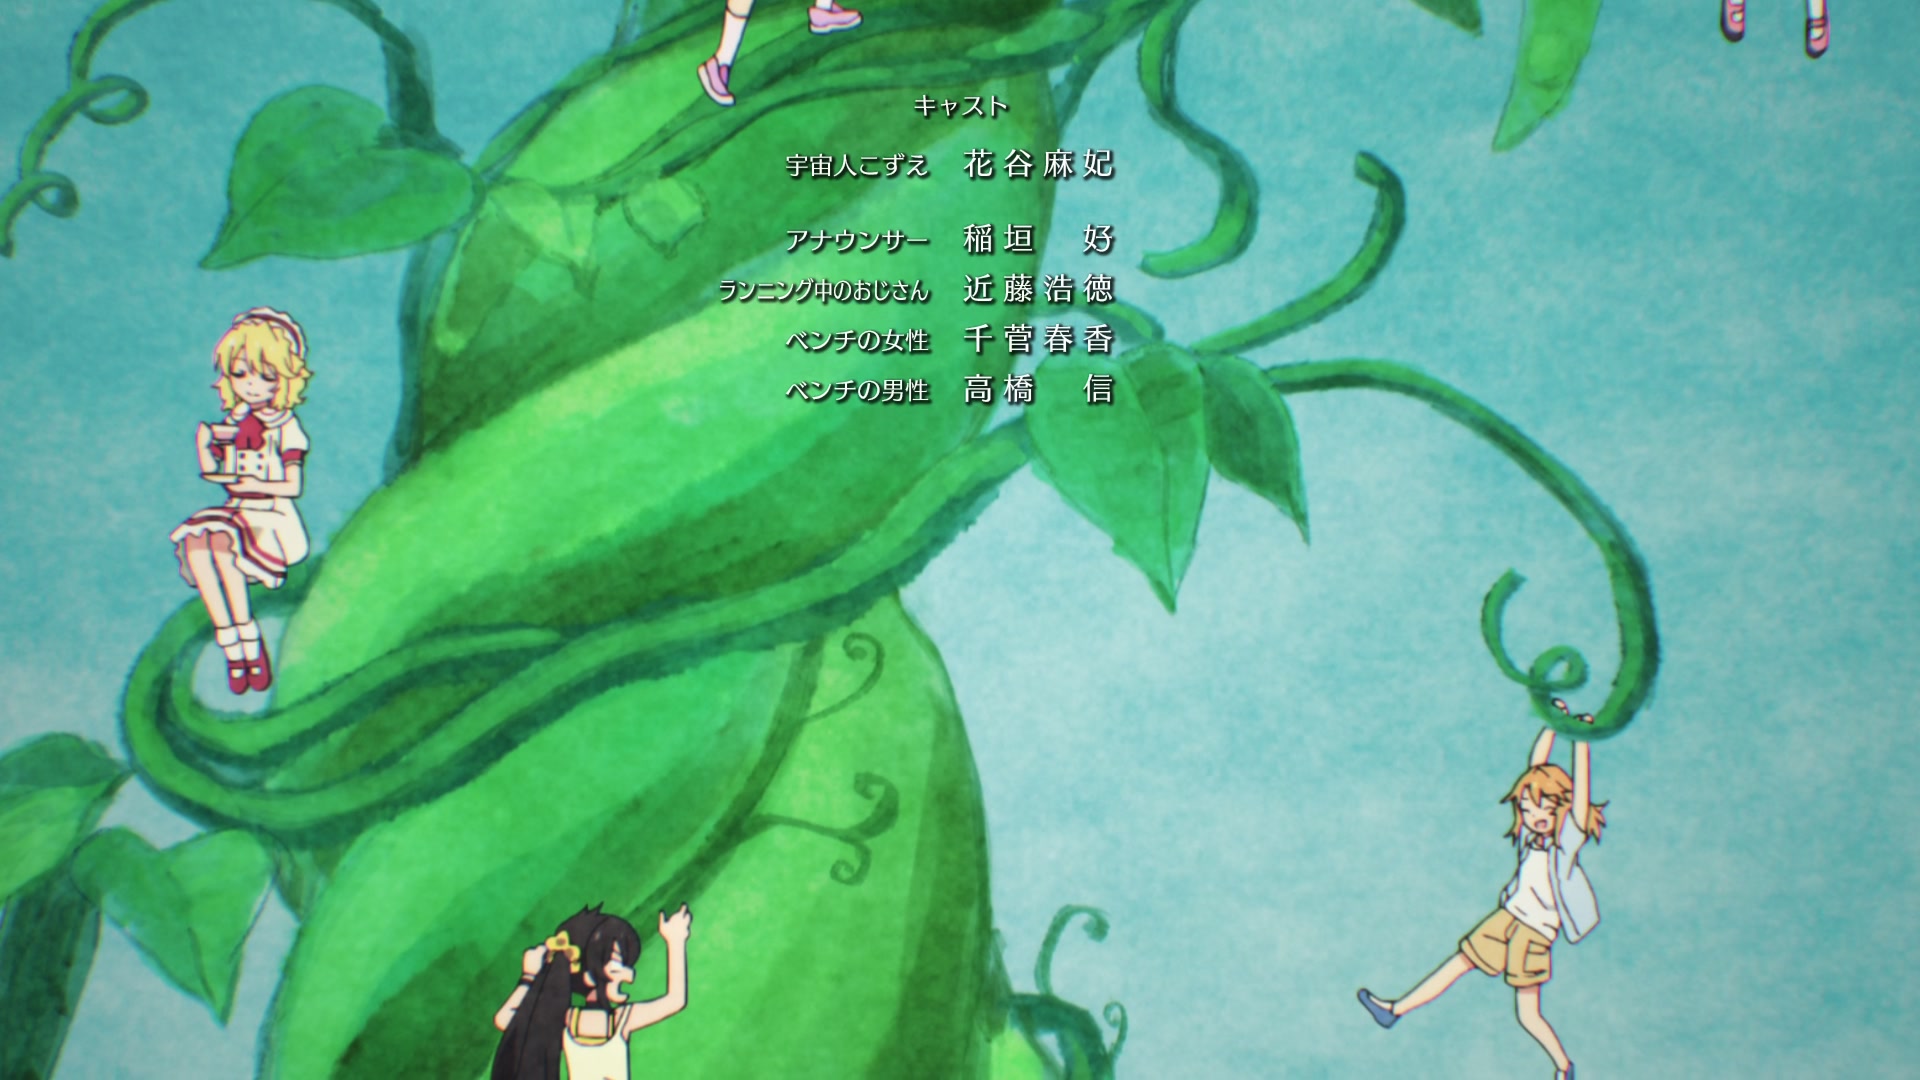 キャスト
宇宙人こずえ 花谷麻妃
アナウンサー 稲垣 好
ランニング中のおじさん 近藤浩徳
ベンチの女性 千菅春香
ベンチの男性 高橋 信